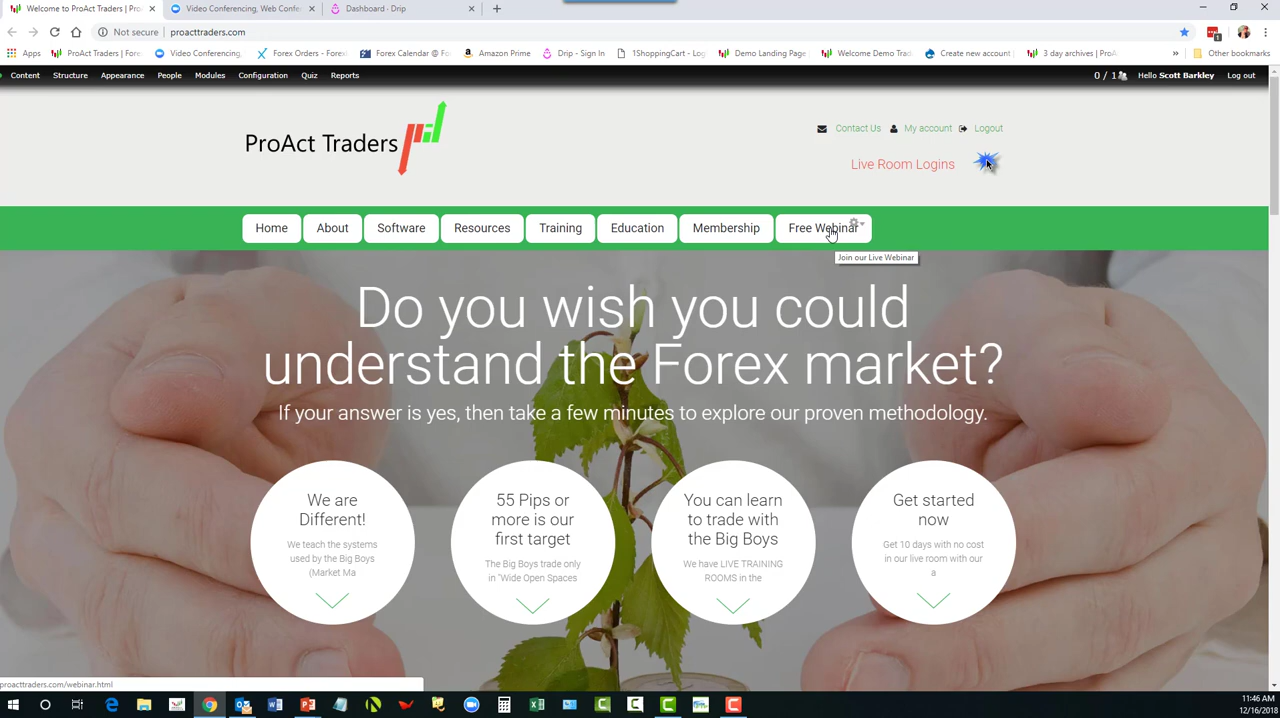 Welcome to ProAct Traders | Pro
Video Conferencing, Web Confe
Dashboard · Drip
Not secure | proacttraders.com
Apps ProAct Traders | Fore Video Conferencing, Forex Orders - Forex Forex Calendar @ Fo Amazon Prime Drip - Sign In 1ShoppingCart - Log Demo Landing Page Welcome Demo Trad Create new account 3 day archives | ProA » Other bookmarks
Content Structure Appearance People Modules Configuration Quiz Reports 0 / 1 Hello Scott Barkley Log out
ProAct Traders
Contact Us My account Logout
Live Room Logins
Home About Software Resources Training Education Membership Free Webinar
Join our Live Webinar
Do you wish you could
understand the Forex market?
If your answer is yes, then take a few minutes to explore our proven methodology.
We are
Different!
We teach the systems
used by the Big Boys
(Market Ma
55 Pips or
more is our
first target
The Big Boys trade only
in "Wide Open Spaces
You can learn
to trade with
the Big Boys
We have LIVE TRAINING
ROOMS in the
Get started
now
Get 10 days with no cost
in our live room with our
a
proacttraders.com/webinar.html
11:46 AM
12/16/2018